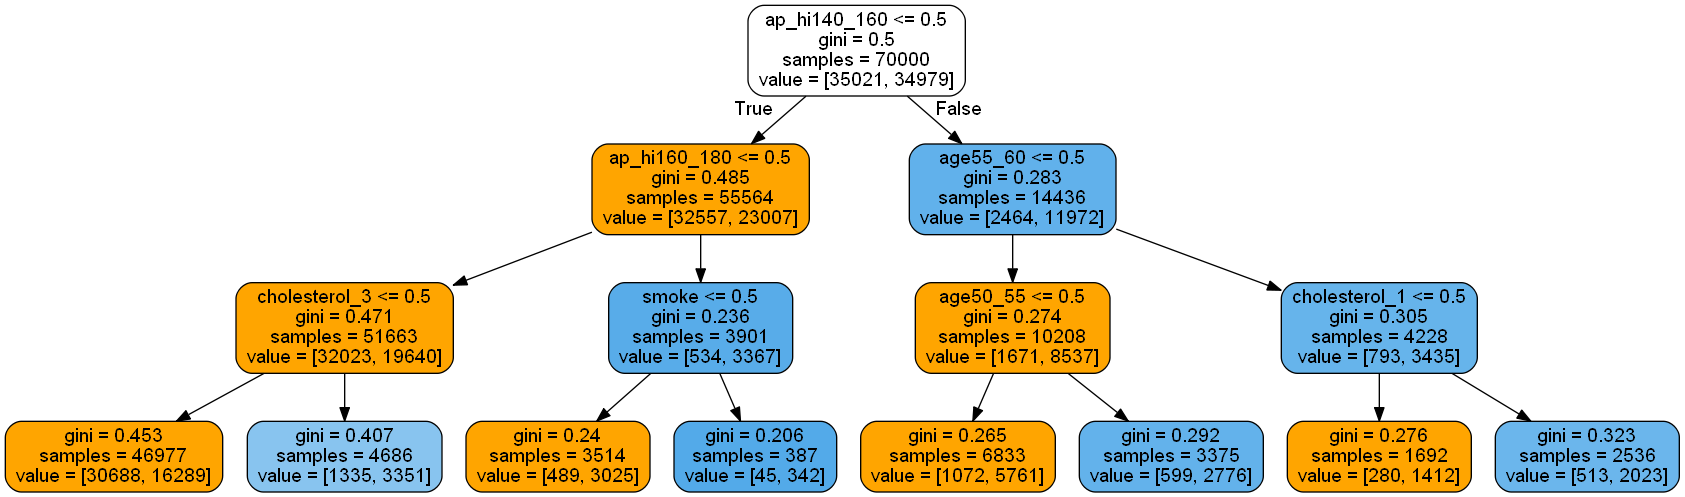 ap_hi140_160 <= 0.5
gini = 0.5
samples = 70000
value = [35021, 34979]
True
False
ap_hi160_180 <= 0.5
gini = 0.485
samples = 55564
value = [32557, 23007]
age55_60 <= 0.5
gini = 0.283
samples = 14436
value = [2464, 11972]
cholesterol_3 <= 0.5
gini = 0.471
samples = 51663
value = [32023, 19640]
smoke <= 0.5
gini = 0.236
samples = 3901
value = [534, 3367]
age50_55 <= 0.5
gini = 0.274
samples = 10208
value = [1671, 8537]
cholesterol_1 <= 0.5
gini = 0.305
samples = 4228
value = [793, 3435]
gini = 0.453
samples = 46977
value = [30688, 16289]
gini = 0.407
samples = 4686
value = [1335, 3351]
gini = 0.24
samples = 3514
value = [489, 3025]
gini = 0.206
samples = 387
value = [45, 342]
gini = 0.265
samples = 6833
value = [1072, 5761]
gini = 0.292
samples = 3375
value = [599, 2776]
gini = 0.276
samples = 1692
value = [280, 1412]
gini = 0.323
samples = 2536
value = [513, 2023]